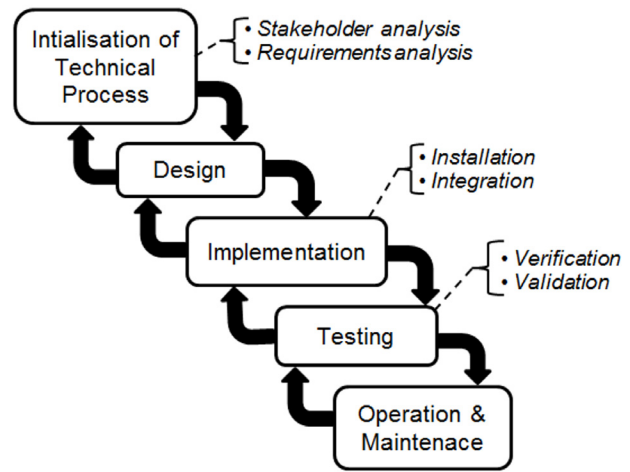 Intialisation of
Technical
Process
• Stakeholder analysis
• Requirements analysis
Design
• Installation
• Integration
Implementation
• Verification
• Validation
Testing
Operation &
Maintenace